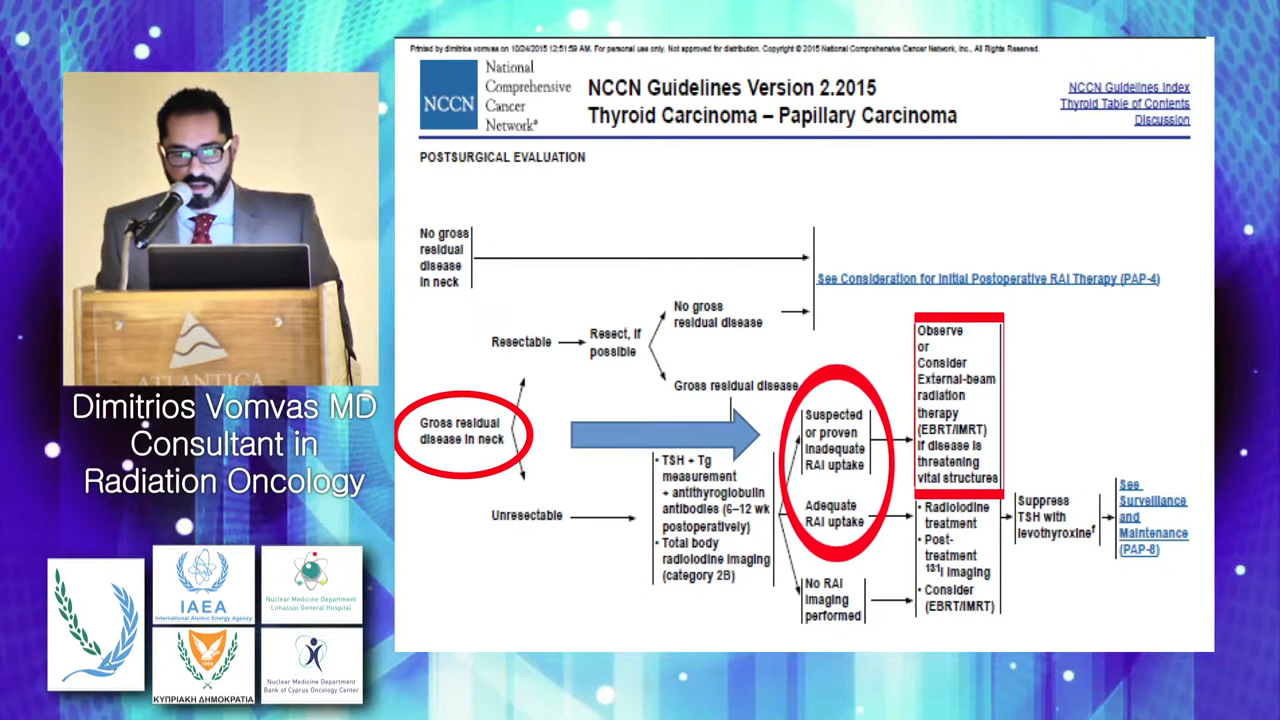 Printed by dimitrios vomvas on 10/24/2015 12:51:59 AM. For personal use only. Not approved for distribution. Copyright © 2015 National Comprehensive Cancer Network, Inc., All Rights Reserved.
NCCN
National
Comprehensive
Cancer
Network®
NCCN Guidelines Version 2.2015
Thyroid Carcinoma – Papillary Carcinoma
NCCN Guidelines Index
Thyroid Table of Contents
Discussion
POSTSURGICAL EVALUATION
No gross
residual
disease
in neck
See Consideration for Initial Postoperative RAI Therapy (PAP-4)
Gross residual
disease in neck
Resectable
Resect, if
possible
No gross
residual disease
Gross residual disease
Unresectable
• TSH + Tg
measurement
+ antithyroglobulin
antibodies (6–12 wk
postoperatively)
• Total body
radioiodine imaging
(category 2B)
Suspected
or proven
inadequate
RAI uptake
Adequate
RAI uptake
No RAI
imaging
performed
Observe
or
Consider
External-beam
radiation
therapy
(EBRT/IMRT)
if disease is
threatening
vital structures
• Radioiodine
treatment
• Post-
treatment
131I imaging
• Consider
(EBRT/IMRT)
Suppress
TSH with
levothyroxine^f
See
Surveillance
and
Maintenance
(PAP-8)
ATLANTICA
Dimitrios Vomvas MD
Consultant in
Radiation Oncology
IAEA
International Atomic Energy Agency
Nuclear Medicine Department
Limassol General Hospital
1960
ΚΥΠΡΙΑΚΗ ΔΗΜΟΚΡΑΤΙΑ
Nuclear Medicine Department
Bank of Cyprus Oncology Center